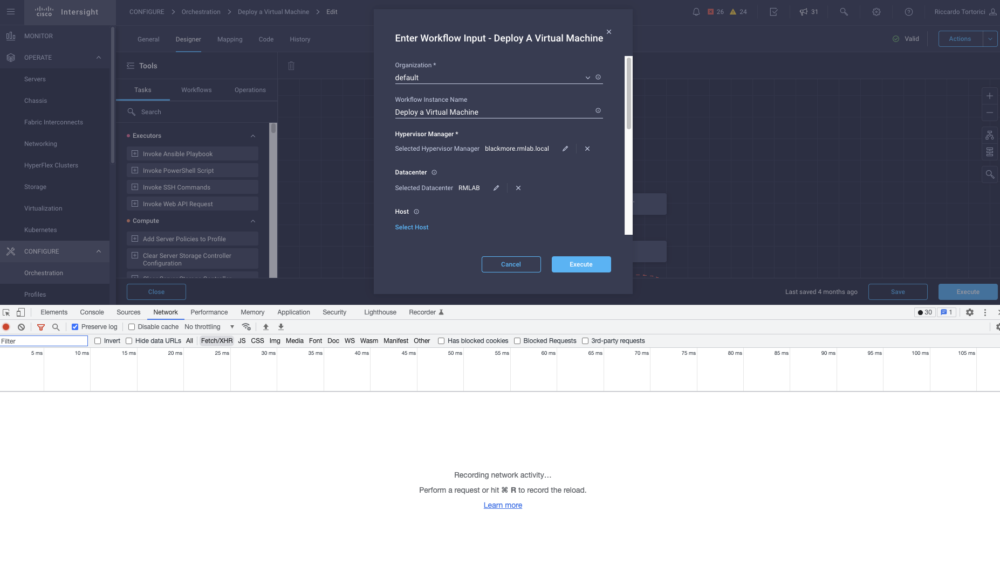 CISCO
Intersight
CONFIGURE > Orchestration > Deploy a Virtual Machine > Edit
26 24
31
Riccardo Tortorici
MONITOR
OPERATE
Servers
Chassis
Fabric Interconnects
Networking
HyperFlex Clusters
Storage
Virtualization
Kubernetes
CONFIGURE
Orchestration
Profiles
General Designer Mapping Code History
Valid
Actions
Tools
Tasks Workflows Operations
Search
Executors
Invoke Ansible Playbook
Invoke PowerShell Script
Invoke SSH Commands
Invoke Web API Request
Compute
Add Server Policies to Profile
Clear Server Storage Controller
Configuration
Clear Server Storage Controller
Close
Last saved 4 months ago
Save
Execute
Enter Workflow Input - Deploy A Virtual Machine
Organization *
default
Workflow Instance Name
Deploy a Virtual Machine
Hypervisor Manager *
Selected Hypervisor Manager blackmore.rmlab.local
Datacenter
Selected Datacenter RMLAB
Host
Select Host
Cancel
Execute
Elements Console Sources Network Performance Memory Application Security Lighthouse Recorder
30 1
Preserve log Disable cache No throttling
Filter
Invert Hide data URLs All Fetch/XHR JS CSS Img Media Font Doc WS Wasm Manifest Other Has blocked cookies Blocked Requests 3rd-party requests
5 ms 10 ms 15 ms 20 ms 25 ms 30 ms 35 ms 40 ms 45 ms 50 ms 55 ms 60 ms 65 ms 70 ms 75 ms 80 ms 85 ms 90 ms 95 ms 100 ms 105 ms
Recording network activity…
Perform a request or hit ⌘ R to record the reload.
Learn more